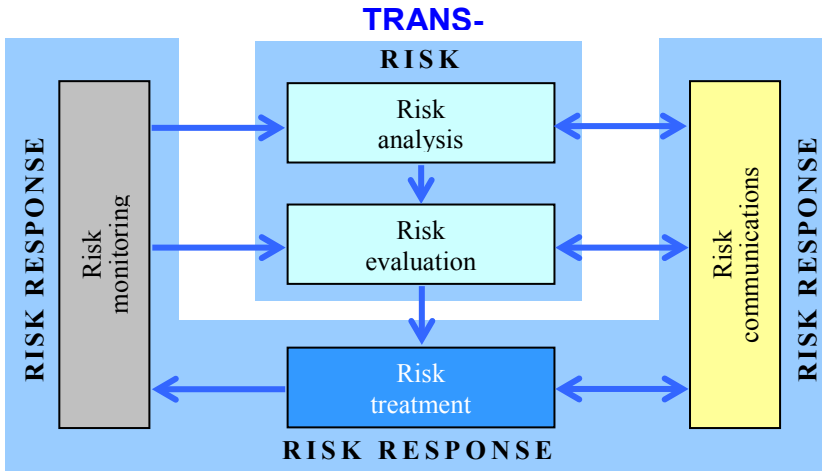 TRANS-
RISK
Risk
analysis
Risk
evaluation
Risk
treatment
RISK RESPONSE
RISK RESPONSE
Risk
monitoring
Risk
communications
RISK RESPONSE